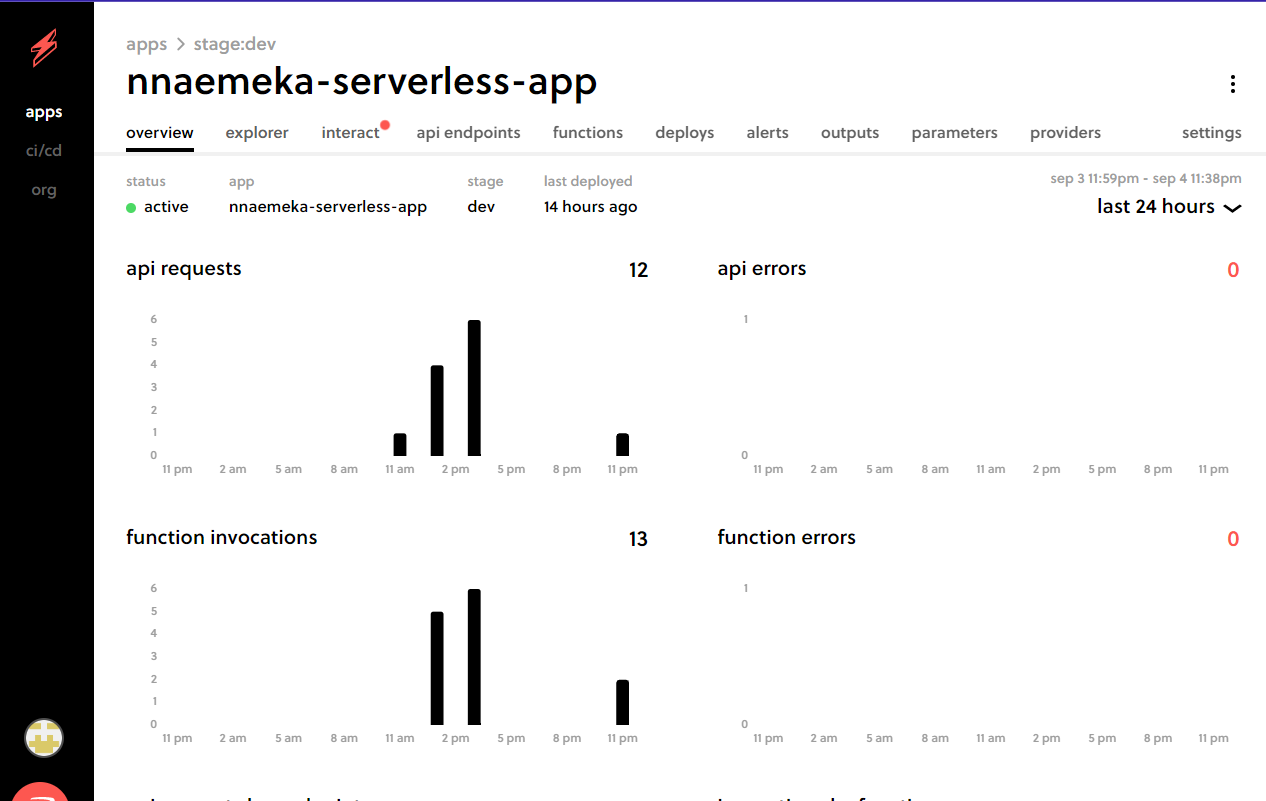 apps > stage:dev
nnaemeka-serverless-app
apps
ci/cd
org
overview explorer interact api endpoints functions deploys alerts outputs parameters providers settings
status app stage last deployed sep 3 11:59pm - sep 4 11:38pm
active nnaemeka-serverless-app dev 14 hours ago last 24 hours
api requests 12
6
5
4
3
2
1
0
11 pm 2 am 5 am 8 am 11 am 2 pm 5 pm 8 pm 11 pm
api errors 0
1
0
11 pm 2 am 5 am 8 am 11 am 2 pm 5 pm 8 pm 11 pm
function invocations 13
6
5
4
3
2
1
0
11 pm 2 am 5 am 8 am 11 am 2 pm 5 pm 8 pm 11 pm
function errors 0
1
0
11 pm 2 am 5 am 8 am 11 am 2 pm 5 pm 8 pm 11 pm